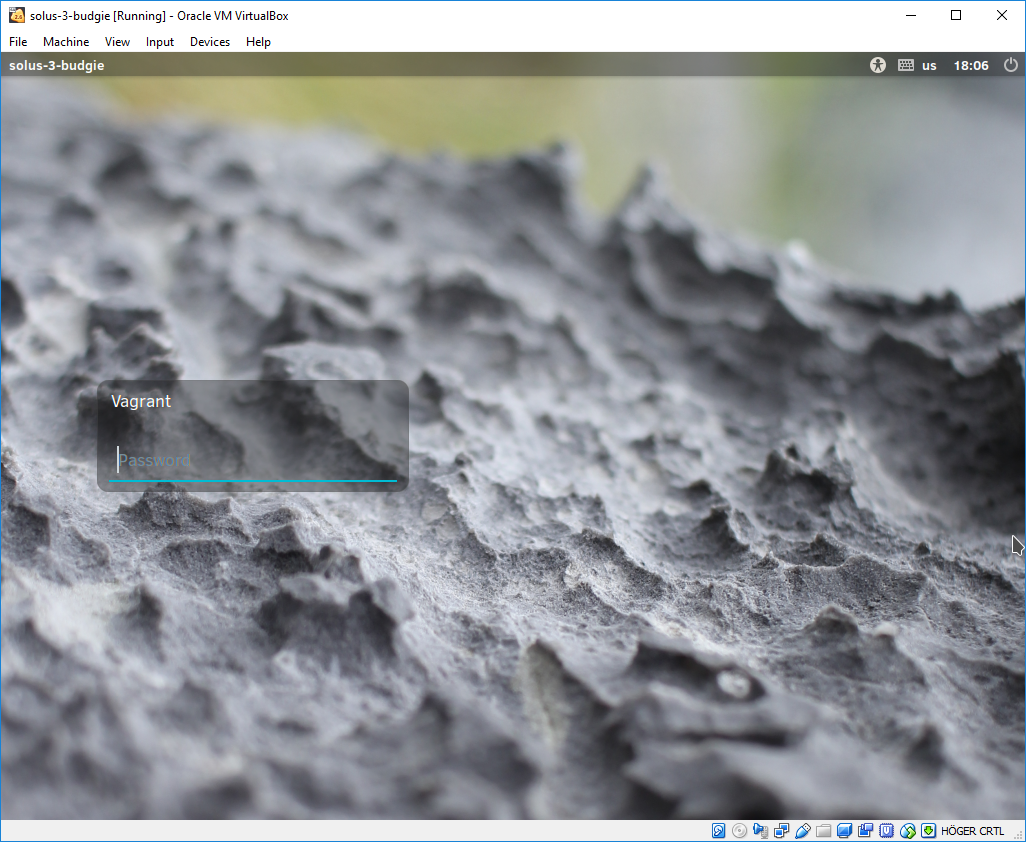 solus-3-budgie [Running] - Oracle VM VirtualBox
File Machine View Input Devices Help
solus-3-budgie us 18:06
Vagrant
Password
HÖGER CRTL